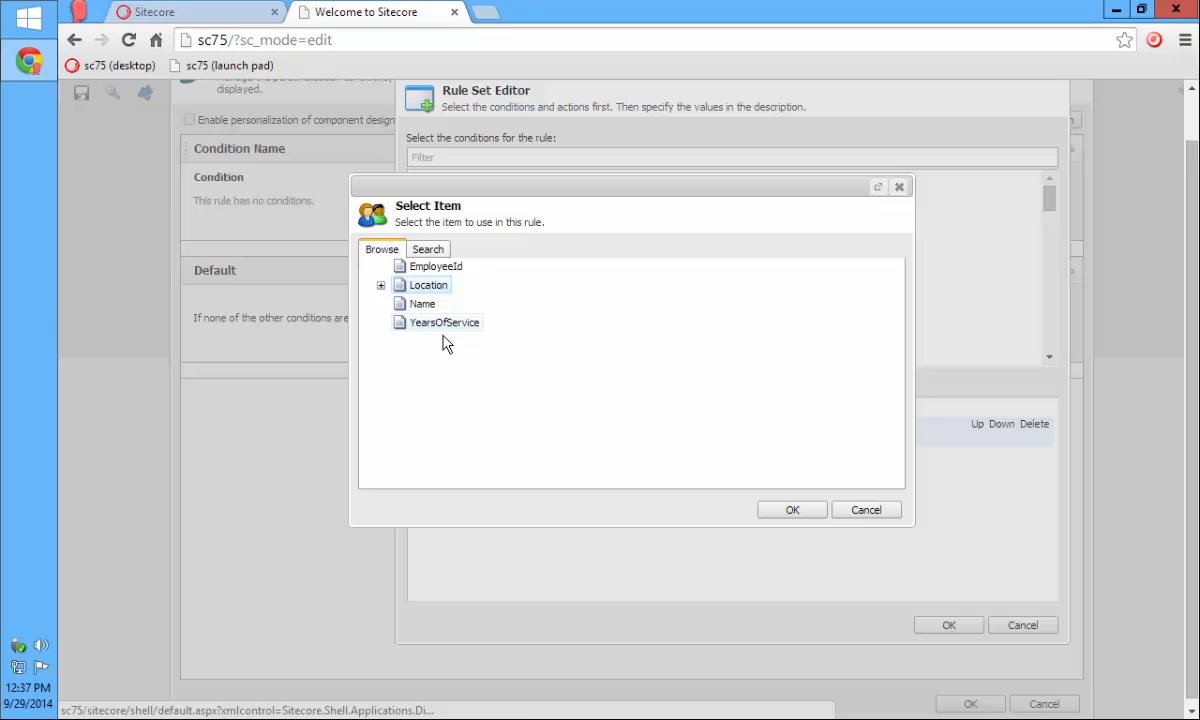 Sitecore
Welcome to Sitecore
sc75/?sc_mode=edit
sc75 (desktop)
sc75 (launch pad)
displayed.
Enable personalization of component design
Condition Name
Condition
This rule has no conditions.
Default
If none of the other conditions are
Rule Set Editor
Select the conditions and actions first. Then specify the values in the description.
Select the conditions for the rule:
Filter
Select Item
Select the item to use in this rule.
Browse
Search
EmployeeId
Location
Name
YearsOfService
OK
Cancel
Up Down Delete
OK
Cancel
OK
Cancel
12:37 PM
9/29/2014
sc75/sitecore/shell/default.aspx?xmlcontrol=Sitecore.Shell.Applications.Di...